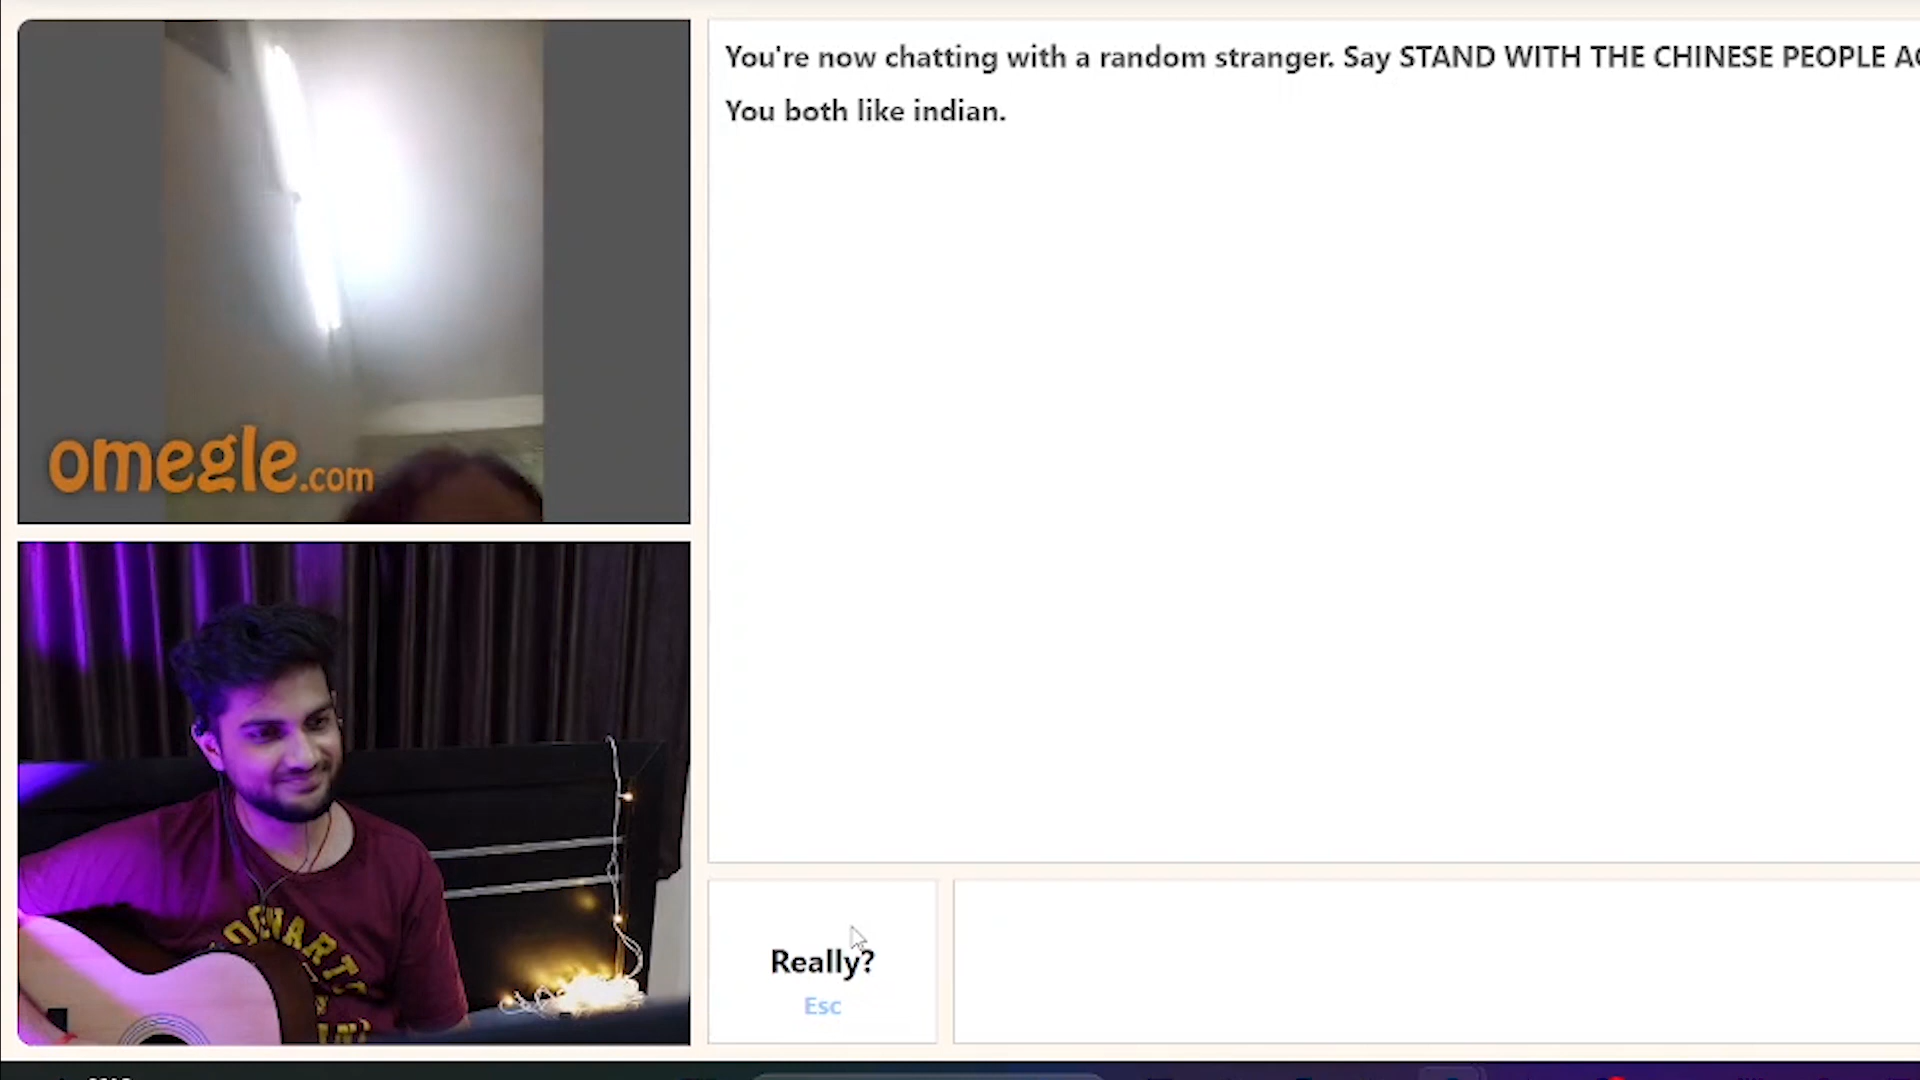 You're now chatting with a random stranger. Say STAND WITH THE CHINESE PEOPLE
You both like indian.
omegle.com
Really?
Esc